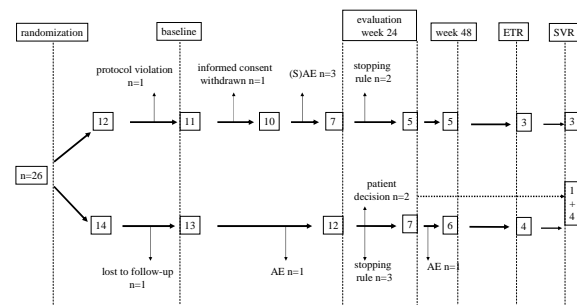 evaluation
week 24
randomization
baseline
week 48
ETR
SVR
protocol violation
n=1
informed consent
withdrawn n=1
(S)AE n=3
stopping
rule n=2
12
11
10
7
5
5
3
3
n=26
patient
decision n=2
1
+
4
14
13
12
7
6
4
lost to follow-up
n=1
AE n=1
stopping
rule n=3
AE n=1